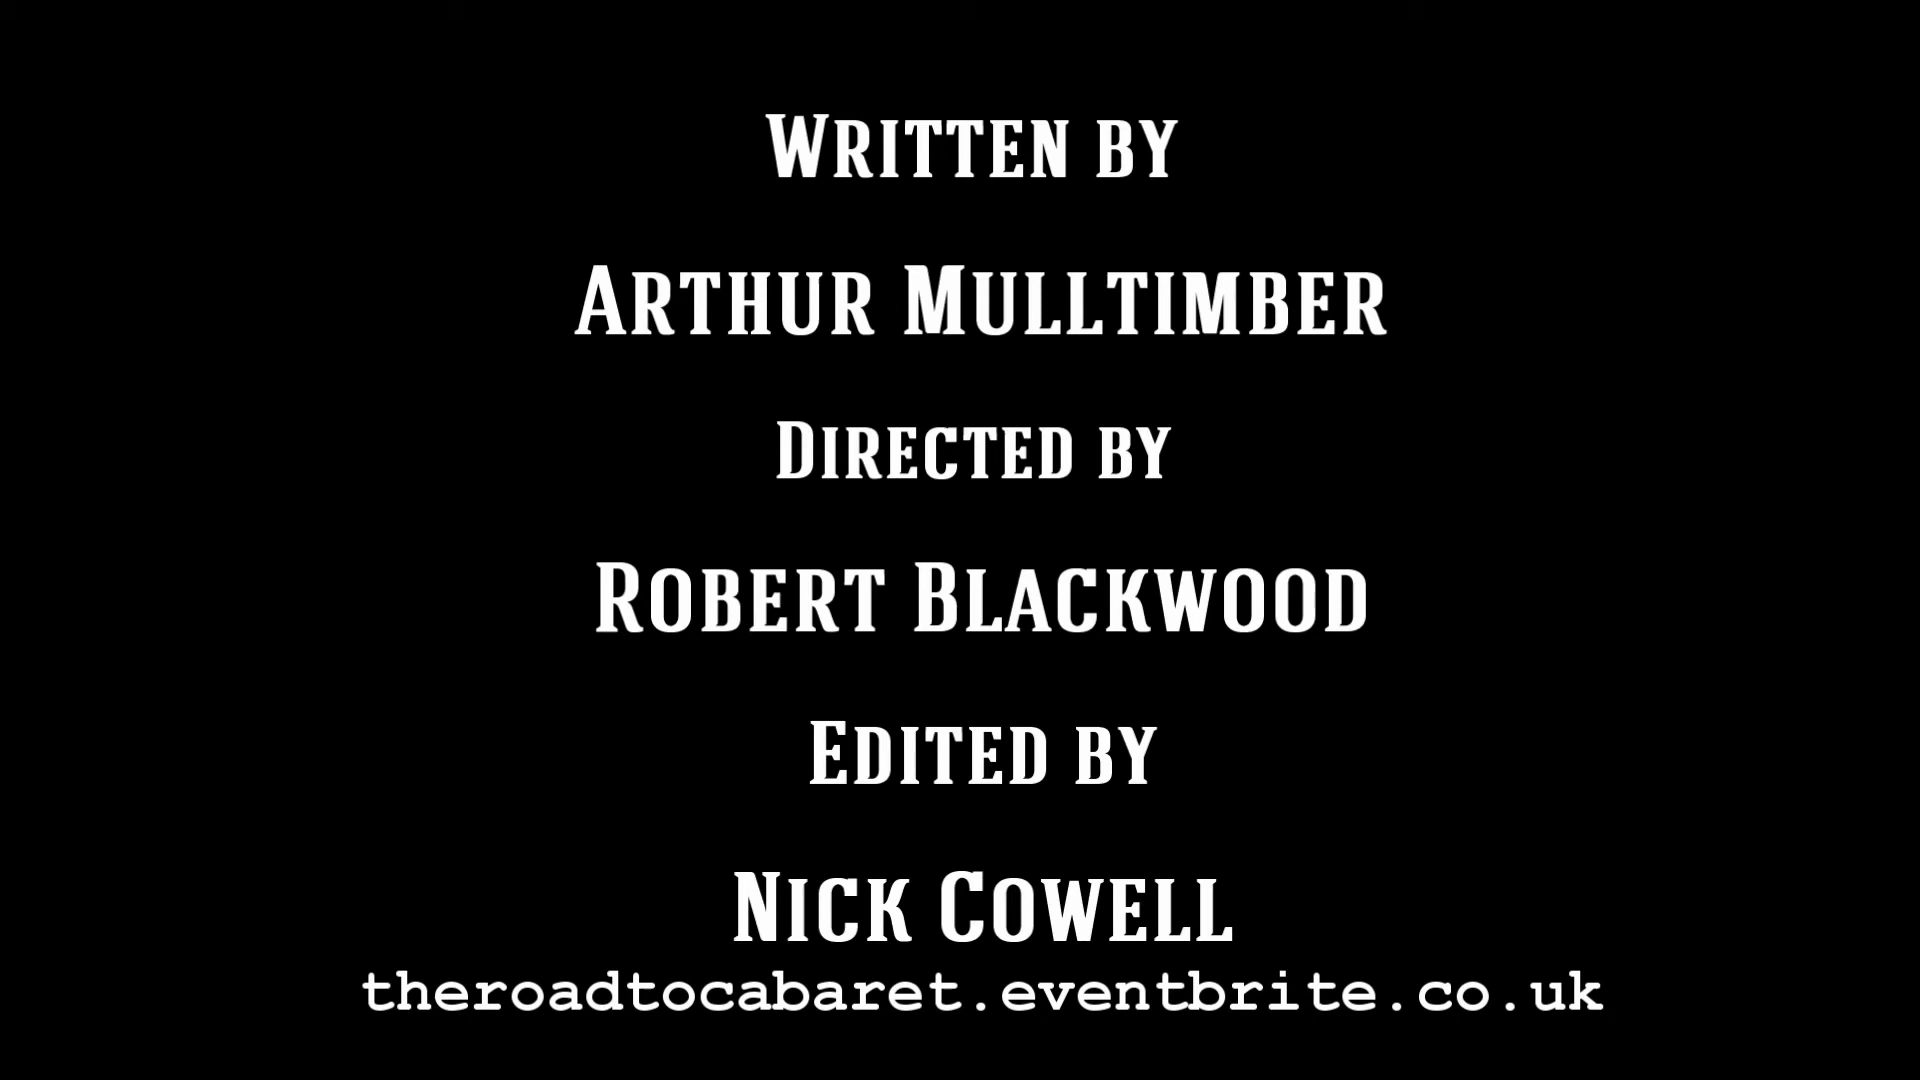 Written by
Arthur Mulltimber
Directed by
Robert Blackwood
Edited by
Nick Cowell
theroadtocabaret.eventbrite.co.uk